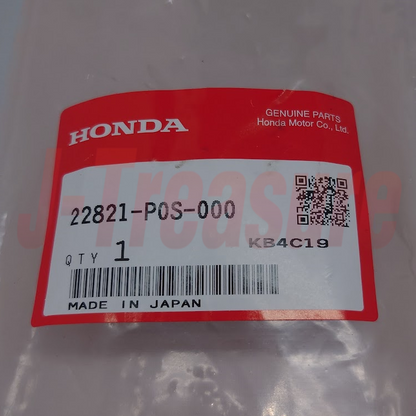 GENUINE PARTS
Honda Motor Co., Ltd.
HONDA
22821-P0S-000
KB4C19
QTY 1
MADE IN JAPAN
J-Treasure